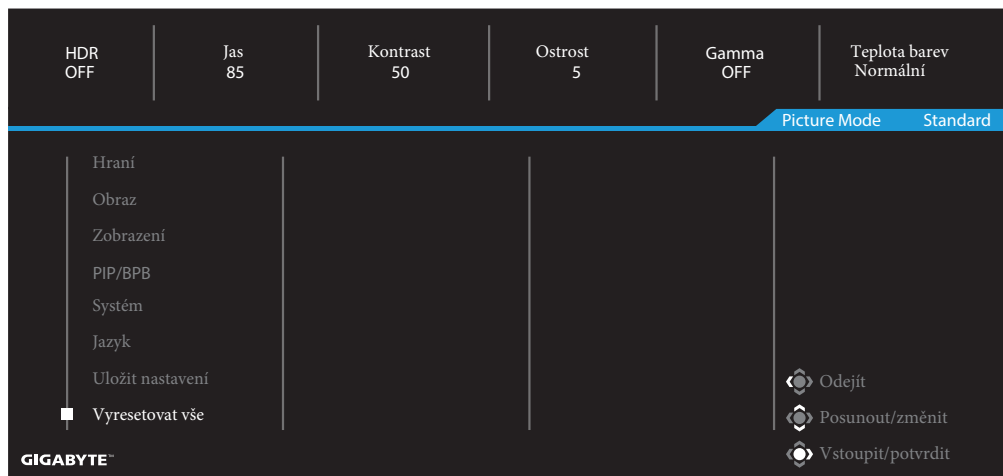 HDR Jas Kontrast Ostrost Gamma Teplota barev
OFF 85 50 5 OFF Normální
Picture Mode Standard
Hraní
Obraz
Zobrazení
PIP/BPB
Systém
Jazyk
Uložit nastavení
Vyresetovat vše
Odejít
Posunout/změnit
Vstoupit/potvrdit
GIGABYTE™